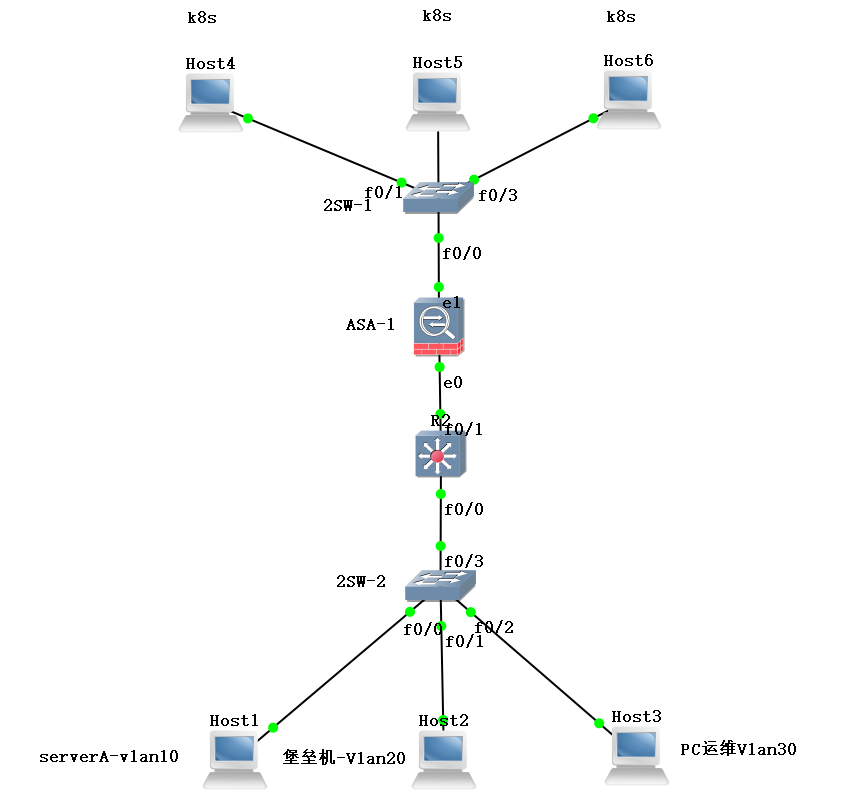 k8s
k8s
k8s
Host4
Host5
Host6
f0/1
2SW-1
f0/3
f0/0
e1
ASA-1
e0
R2
f0/1
f0/0
f0/3
2SW-2
f0/0
f0/1
f0/2
Host1
Host2
Host3
serverA-vlan10
堡垒机-Vlan20
PC运维Vlan30